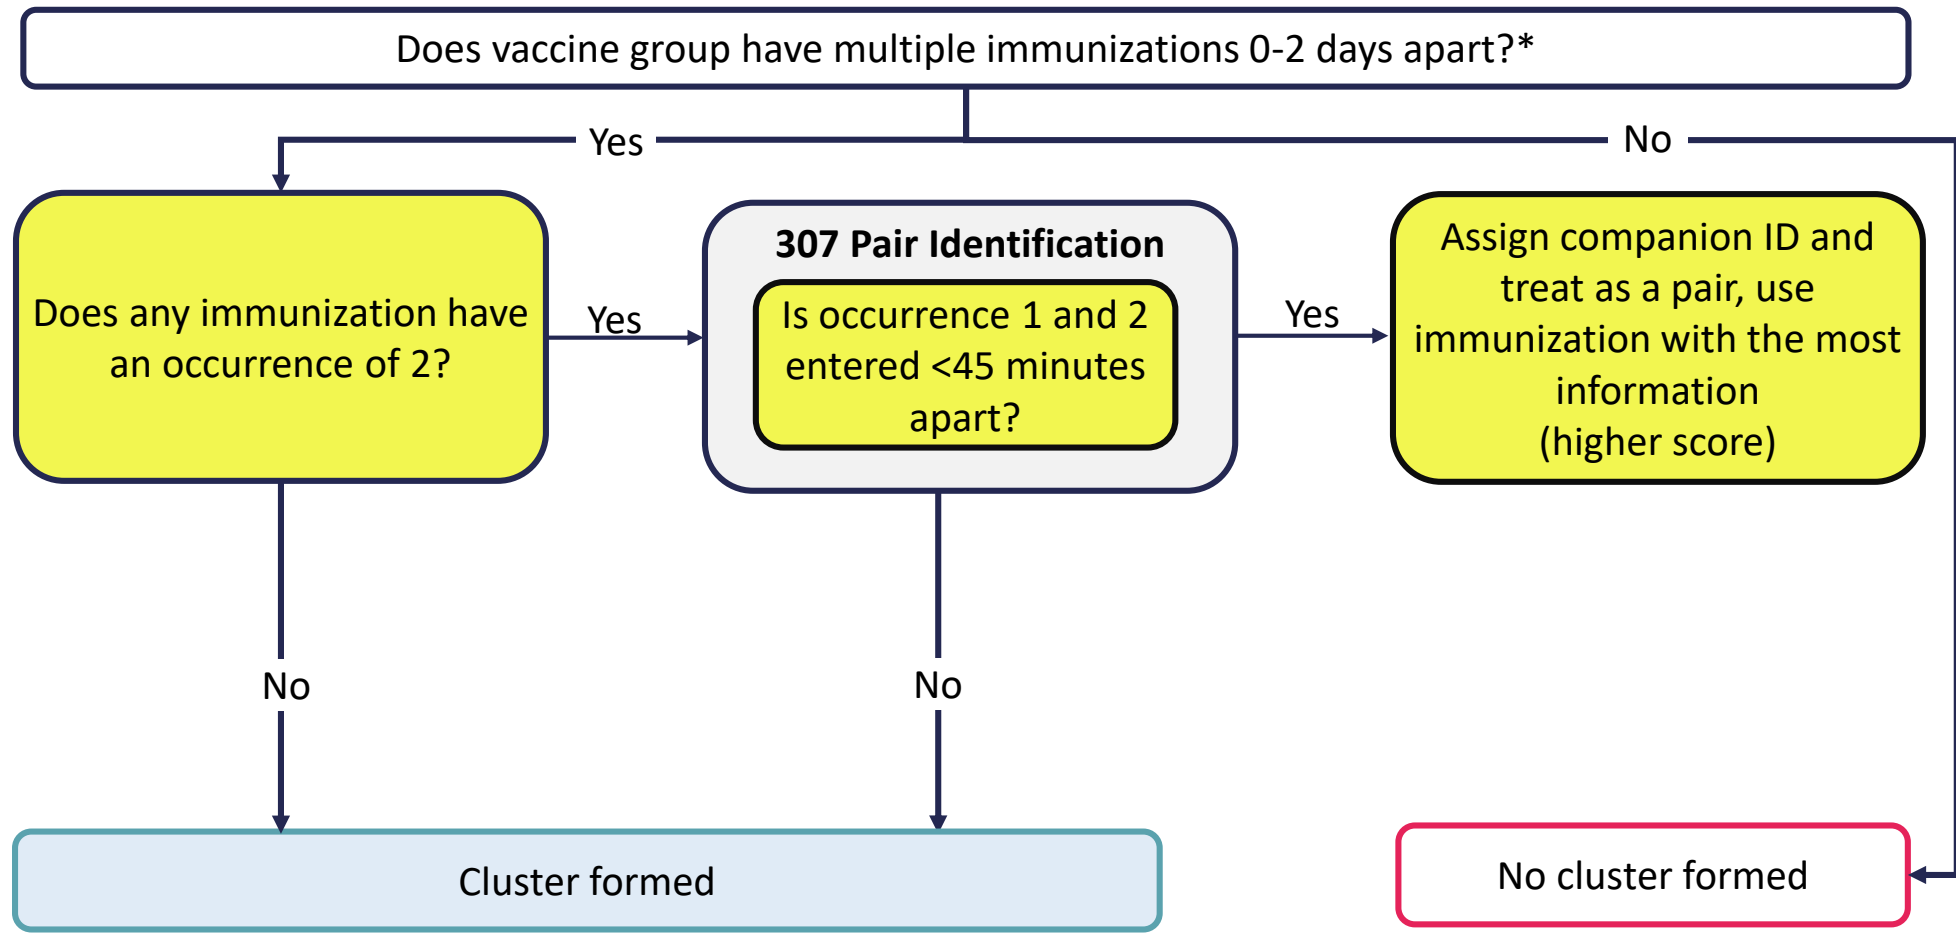 Does vaccine group have multiple immunizations 0-2 days apart?*
Yes
No
Does any immunization have
an occurrence of 2?
Yes
307 Pair Identification
Is occurrence 1 and 2
entered <45 minutes
apart?
Yes
Assign companion ID and
treat as a pair, use
immunization with the most
information
(higher score)
No
No
Cluster formed
No cluster formed